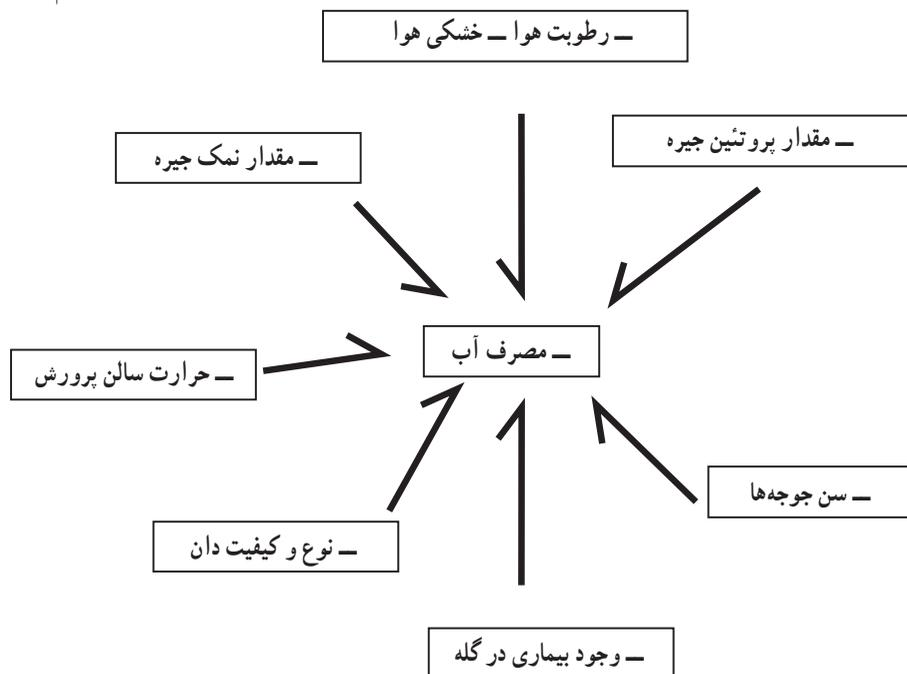 ــ رطوبت هوا ــ خشکی هوا
ــ مقدار پروتئین جیره
ــ مقدار نمک جیره
ــ مصرف آب
ــ حرارت سالن پرورش
ــ سن جوجه‌ها
ــ نوع و کیفیت دان
ــ وجود بیماری در گله